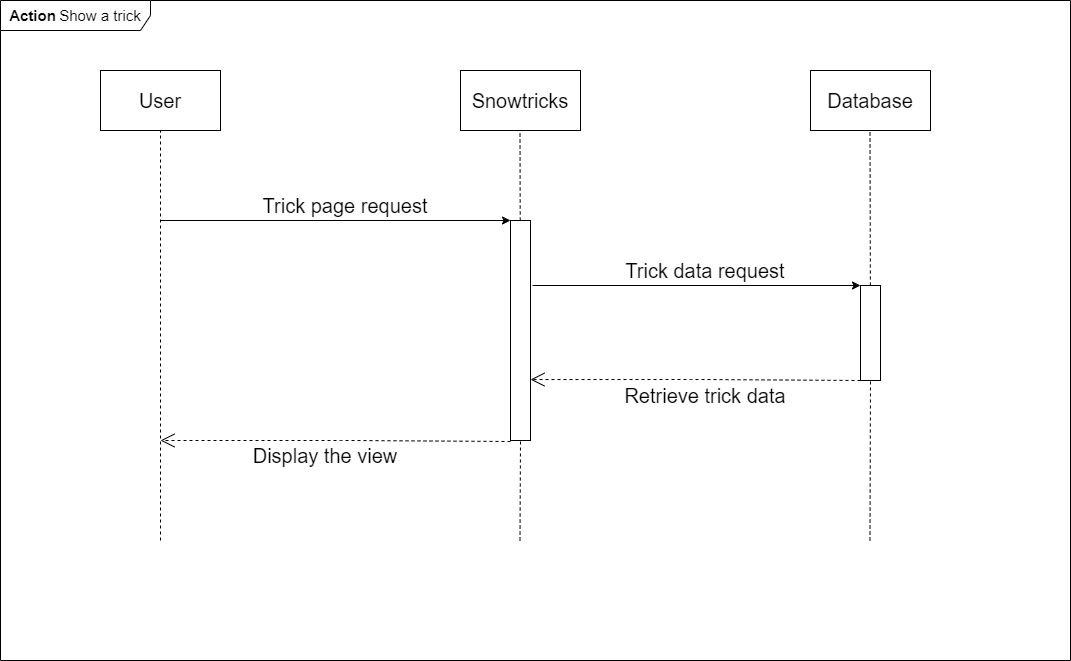 Action Show a trick
User
Snowtricks
Database
Trick page request
Trick data request
Retrieve trick data
Display the view